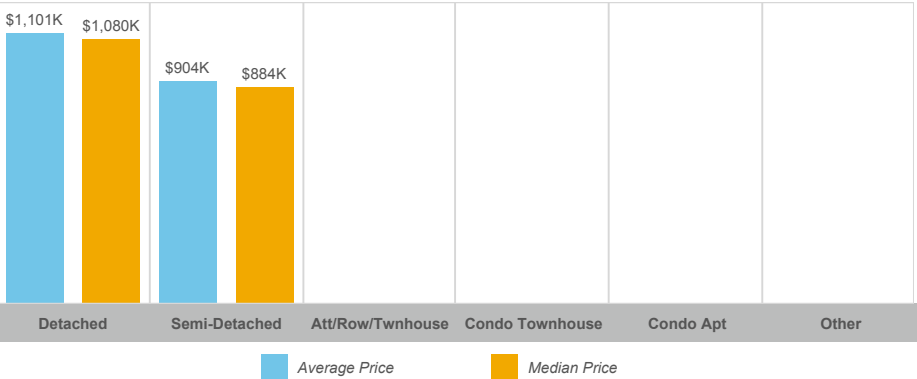 $1,101K
$1,080K
$904K
$884K
Detached Semi-Detached Att/Row/Twnhouse Condo Townhouse Condo Apt Other
Average Price Median Price